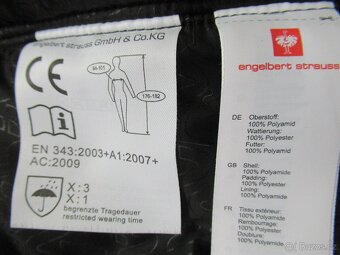 engelbert strauss GmbH & Co.KG
84-101
176-182
EN 343:2003+A1:2007+
AC:2009
X:3
X:1
begrenzte Tragedauer
restricted wearing time
engelbert strauss
DE
Oberstoff:
100% Polyamid
Wattierung:
100% Polyester
Futter:
100% Polyamid
GB
Shell:
100% Polyamide
Padding:
100% Polyester
Lining:
100% Polyamide
FR
Tissu extérieur:
100% Polyamide
Rembourrage:
100% Polyester
Doublure:
100% Polyamide